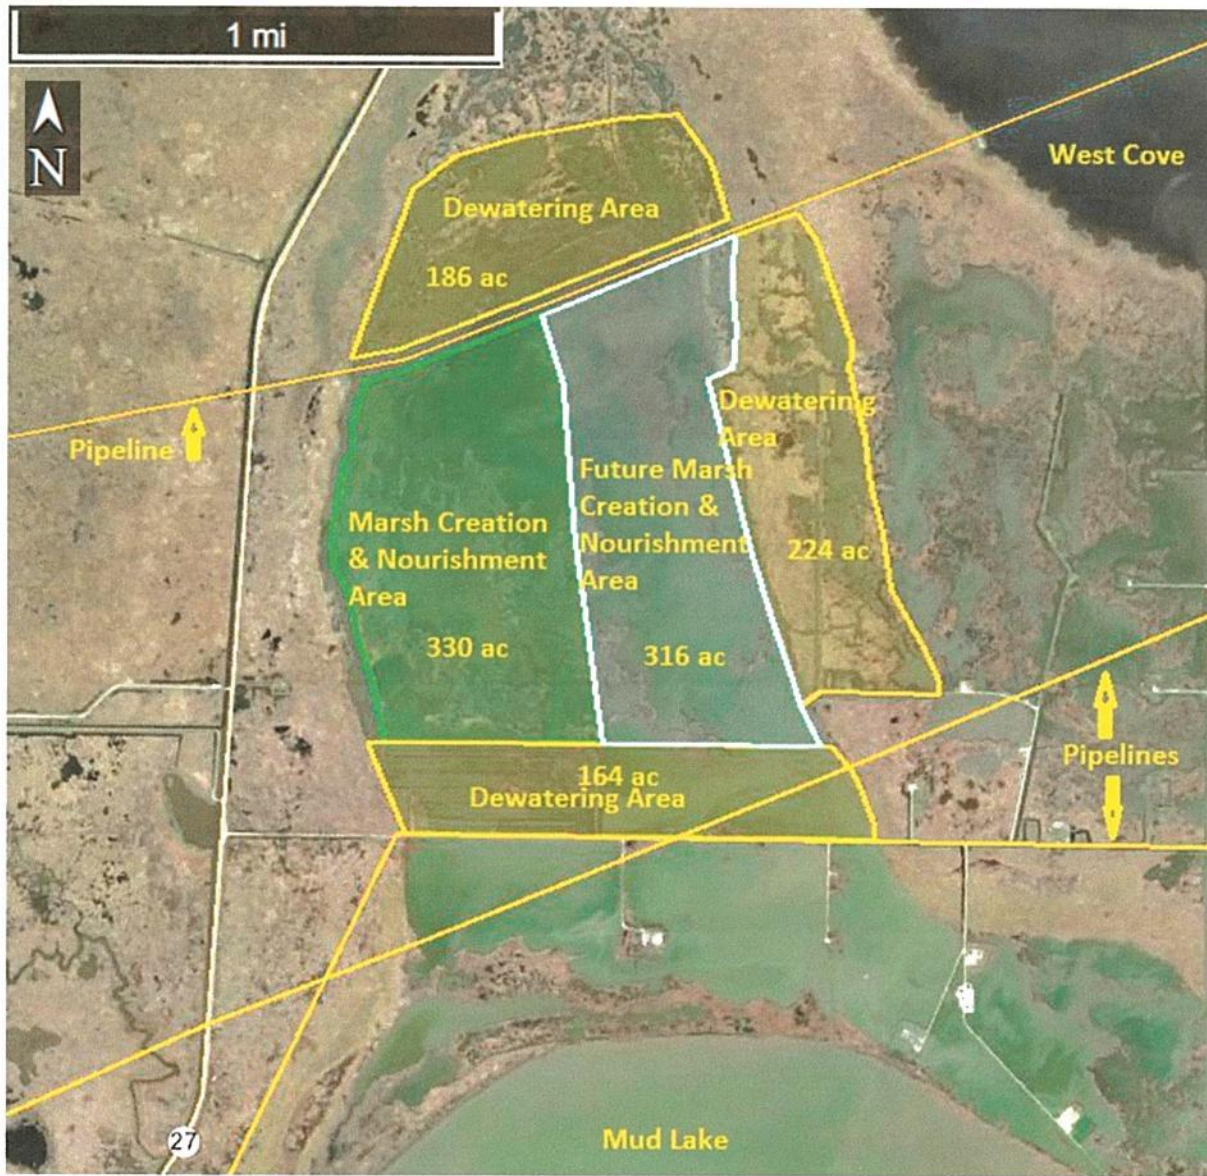 1 mi
N
West Cove
Dewatering Area
186 ac
Dewatering
Area
Pipeline
Future Marsh
Creation &
Nourishment
Area
Marsh Creation
& Nourishment
Area
224 ac
330 ac
316 ac
Pipelines
164 ac
Dewatering Area
27
Mud Lake